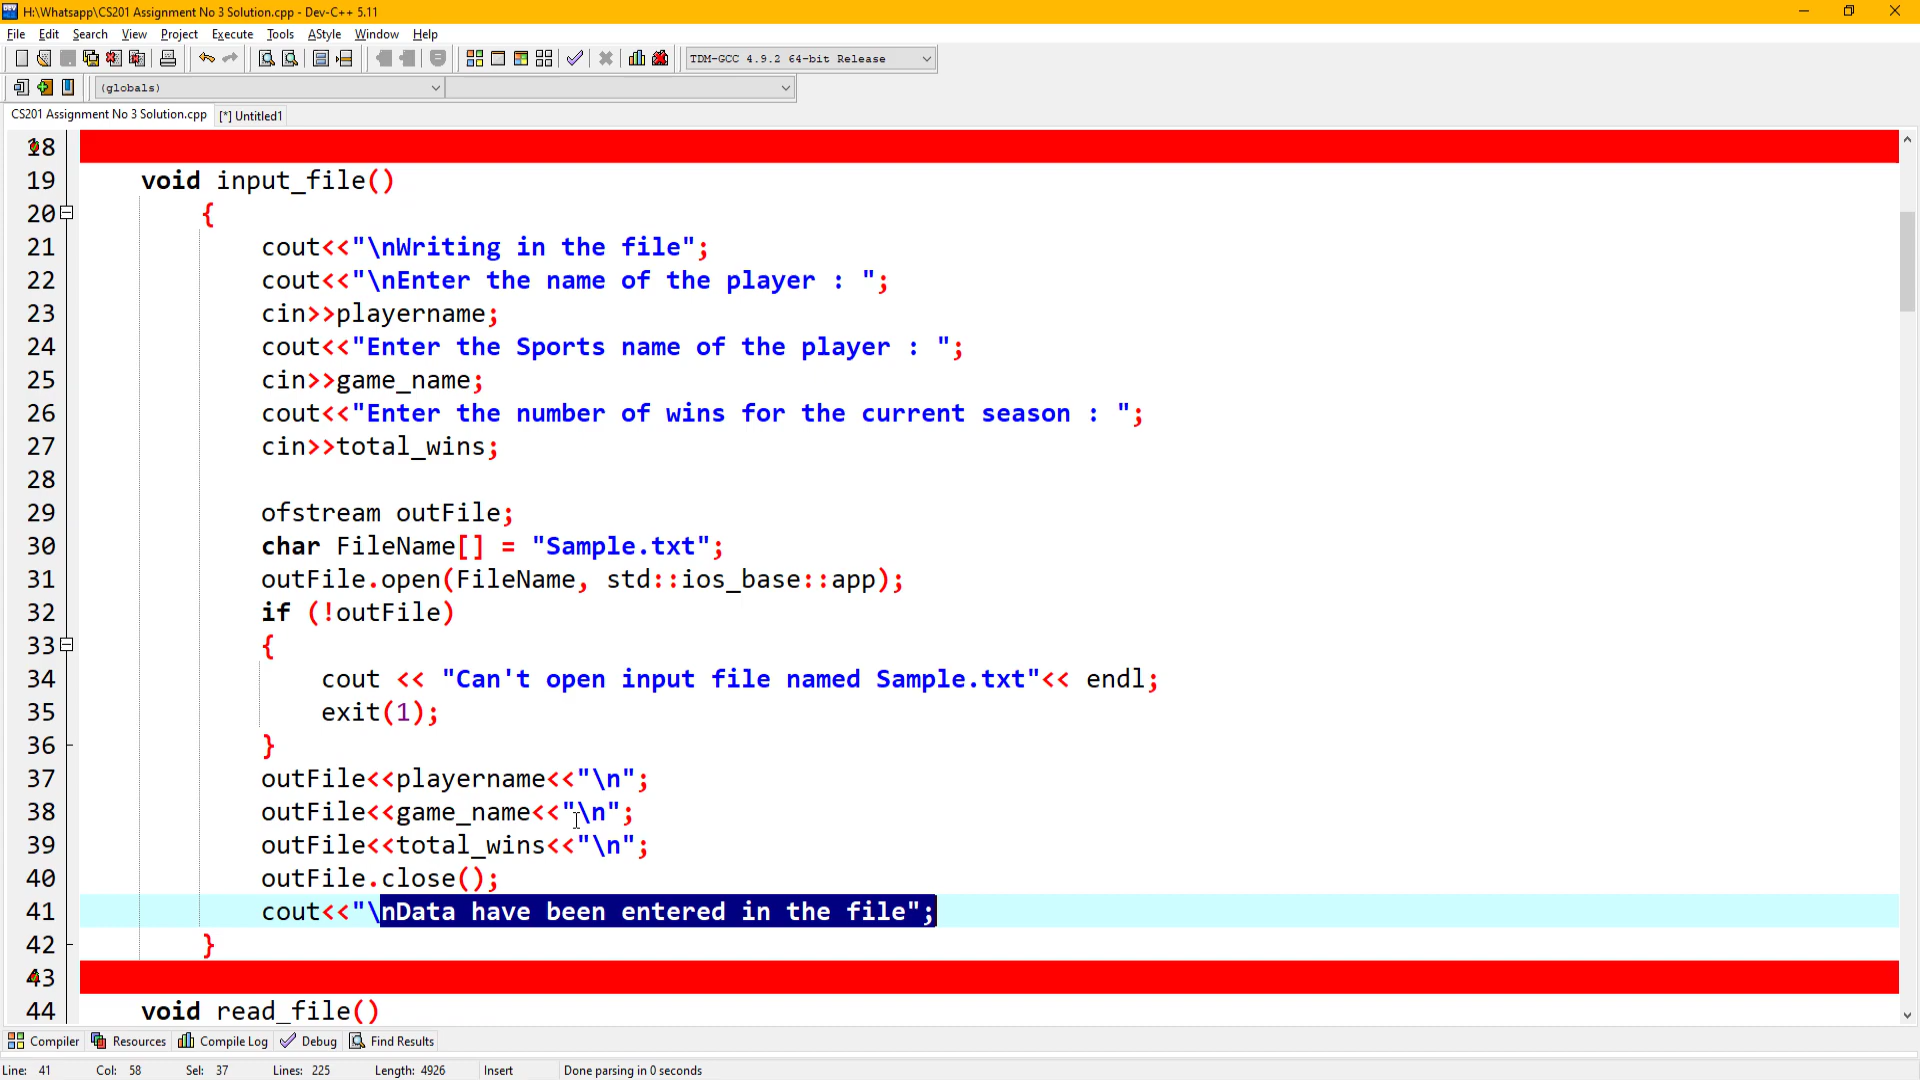 H:\Whatsapp\CS201 Assignment No 3 Solution.cpp - Dev-C++ 5.11
File Edit Search View Project Execute Tools AStyle Window Help
TDM-GCC 4.9.2 64-bit Release
(globals)
CS201 Assignment No 3 Solution.cpp [*] Untitled1
18
19 void input_file()
20 {
21 cout<<"\nWriting in the file";
22 cout<<"\nEnter the name of the player : ";
23 cin>>playername;
24 cout<<"Enter the Sports name of the player : ";
25 cin>>game_name;
26 cout<<"Enter the number of wins for the current season : ";
27 cin>>total_wins;
28
29 ofstream outFile;
30 char FileName[] = "Sample.txt";
31 outFile.open(FileName, std::ios_base::app);
32 if (!outFile)
33 {
34 cout << "Can't open input file named Sample.txt"<< endl;
35 exit(1);
36 }
37 outFile<<playername<<"\n";
38 outFile<<game_name<<"\n";
39 outFile<<total_wins<<"\n";
40 outFile.close();
41 cout<<"\nData have been entered in the file";
42 }
43
44 void read_file()
Compiler Resources Compile Log Debug Find Results
Line: 41 Col: 58 Sel: 37 Lines: 225 Length: 4926 Insert Done parsing in 0 seconds